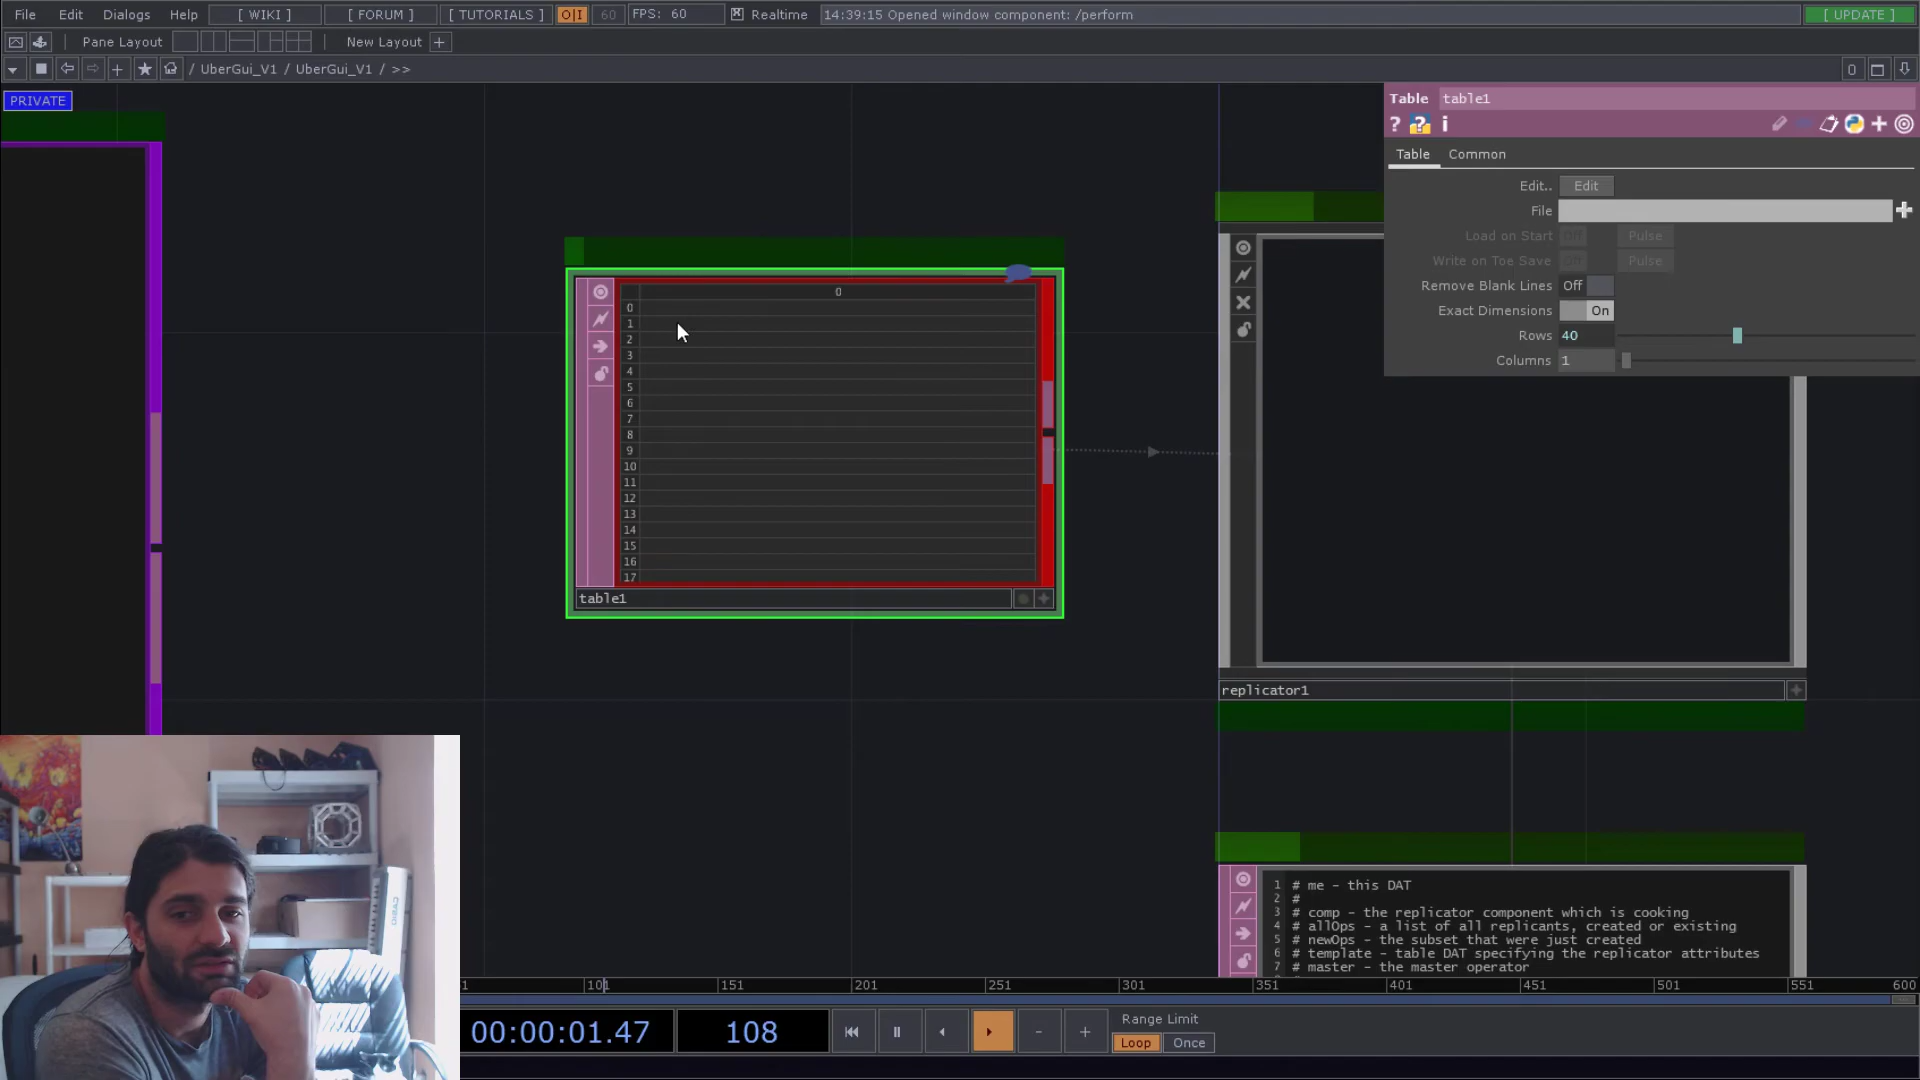 File Edit Dialogs Help [ WIKI ] [ FORUM ] [ TUTORIALS ] O|I 60 FPS: 60 Realtime 14:39:15 Opened window component: /perform [ UPDATE ]
Pane Layout New Layout +
/ UberGui_V1 / UberGui_V1 / >> 0
PRIVATE
Table table1
? ? i
Table Common
Edit.. Edit
File
Load on Start Off Pulse
Write on Toe Save Off Pulse
Remove Blank Lines Off
Exact Dimensions On
Rows 40
Columns 1
0
0
1
2
3
4
5
6
7
8
9
10
11
12
13
14
15
16
17
table1
replicator1
1 # me - this DAT
2 #
3 # comp - the replicator component which is cooking
4 # allOps - a list of all replicants, created or existing
5 # newOps - the subset that were just created
6 # template - table DAT specifying the replicator attributes
7 # master - the master operator
1 101 151 201 251 301 351 401 451 501 551 600
00:00:01.47 108 - + Range Limit
Loop Once
CASIO